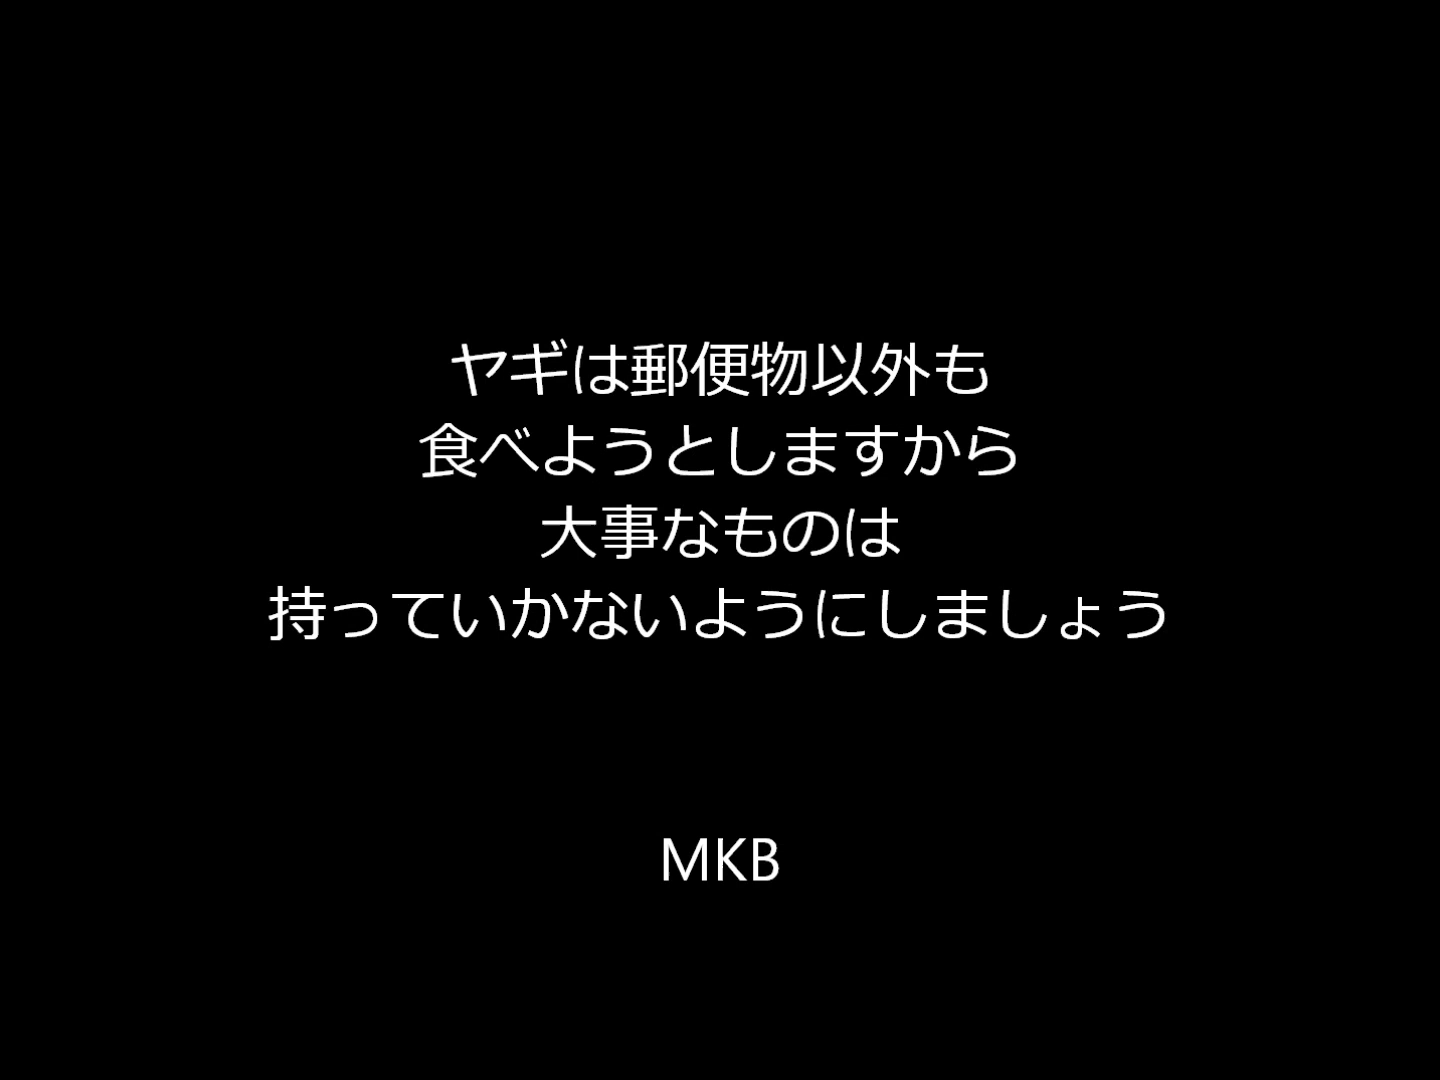 ヤギは郵便物以外も
食べようとしますから
大事なものは
持っていかないようにしましょう
MKB